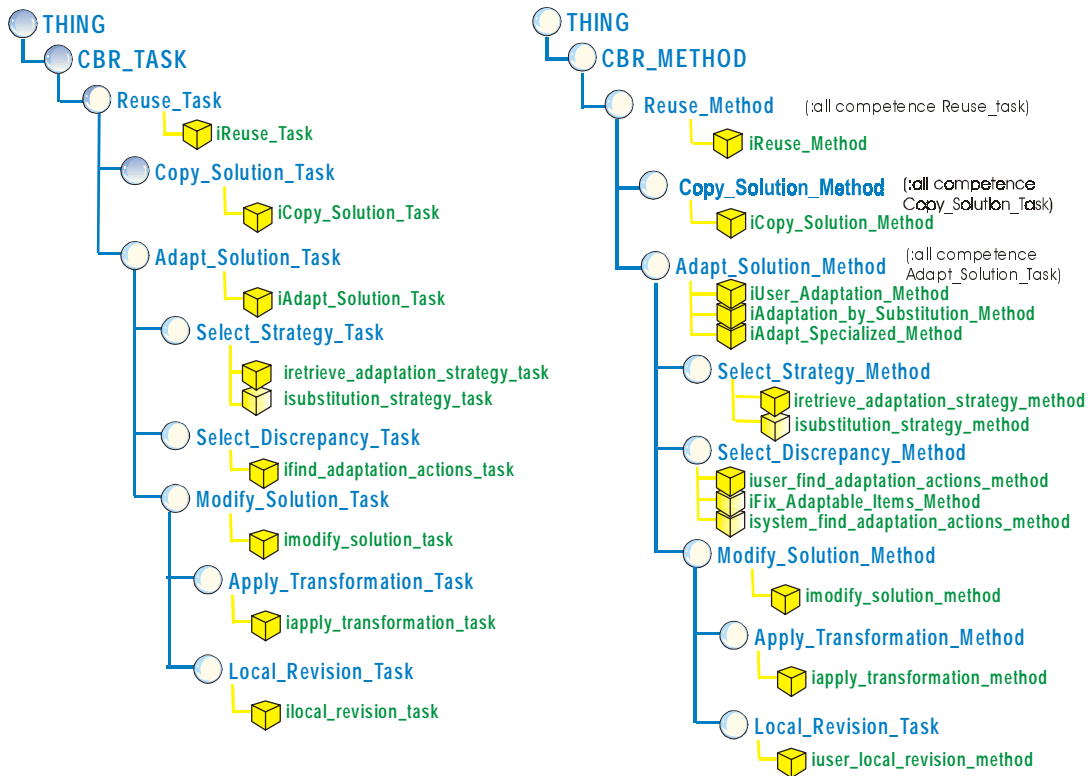 THING
CBR_TASK
Reuse_Task
iReuse_Task
Copy_Solution_Task
iCopy_Solution_Task
Adapt_Solution_Task
iAdapt_Solution_Task
Select_Strategy_Task
iretrieve_adaptation_strategy_task
isubstitution_strategy_task
Select_Discrepancy_Task
ifind_adaptation_actions_task
Modify_Solution_Task
imodify_solution_task
Apply_Transformation_Task
iapply_transformation_task
Local_Revision_Task
ilocal_revision_task
THING
CBR_METHOD
Reuse_Method (:all competence Reuse_task)
iReuse_Method
Copy_Solution_Method (:all competence
Copy_Solution_Task)
iCopy_Solution_Method
Adapt_Solution_Method (:all competence
Adapt_Solution_Task)
iUser_Adaptation_Method
iAdaptation_by_Substitution_Method
iAdapt_Specialized_Method
Select_Strategy_Method
iretrieve_adaptation_strategy_method
isubstitution_strategy_method
Select_Discrepancy_Method
iuser_find_adaptation_actions_method
iFix_Adaptable_Items_Method
isystem_find_adaptation_actions_method
Modify_Solution_Method
imodify_solution_method
Apply_Transformation_Method
iapply_transformation_method
Local_Revision_Task
iuser_local_revision_method